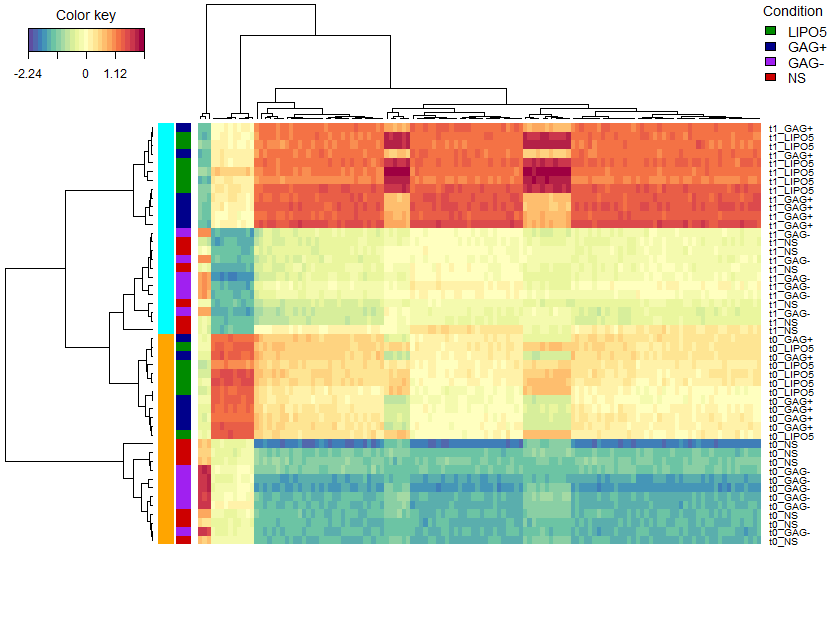 Color key
-2.24 0 1.12
Condition
LIPO5
GAG+
GAG-
NS
t1_GAG+
t1_LIPO5
t1_LIPO5
t1_GAG+
t1_LIPO5
t1_LIPO5
t1_LIPO5
t1_LIPO5
t1_GAG+
t1_GAG+
t1_GAG+
t1_GAG+
t1_GAG-
t1_NS
t1_NS
t1_GAG-
t1_NS
t1_GAG-
t1_GAG-
t1_GAG-
t1_NS
t1_GAG-
t1_NS
t1_NS
t0_GAG+
t0_LIPO5
t0_GAG+
t0_LIPO5
t0_LIPO5
t0_LIPO5
t0_LIPO5
t0_GAG+
t0_GAG+
t0_GAG+
t0_GAG+
t0_LIPO5
t0_NS
t0_NS
t0_NS
t0_GAG-
t0_GAG-
t0_GAG-
t0_GAG-
t0_GAG-
t0_NS
t0_NS
t0_GAG-
t0_NS